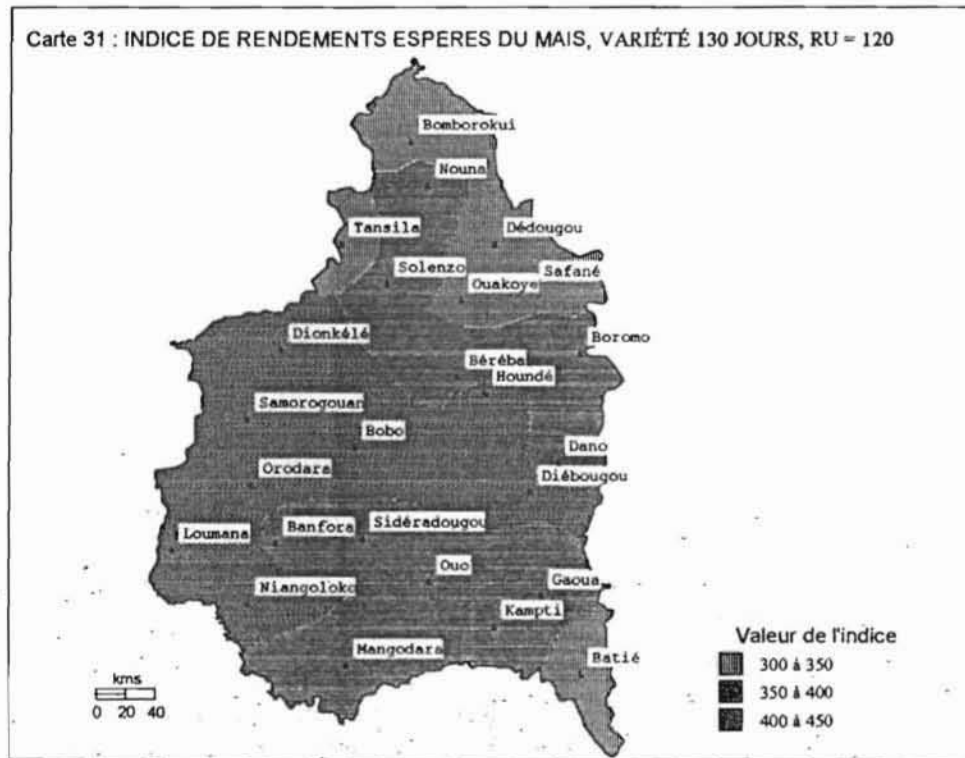 Carte 31 : INDICE DE RENDEMENTS ESPERES DU MAIS, VARIÉTÉ 130 JOURS, RU = 120
Bomborokui
Nouna
Tansila
Dédougou
Solenzo
Safané
Ouakoye
Dionkélé
Boromo
Béréba
Houndé
Samorogouan
Bobo
Dano
Orodara
Diébougou
Banfora
Sidéradougou
Loumana
Ouo
Gaoua
Niangoloko
Kampti
Mangodara
Batié
Valeur de l'indice
300 à 350
350 à 400
400 à 450
kms
0 20 40